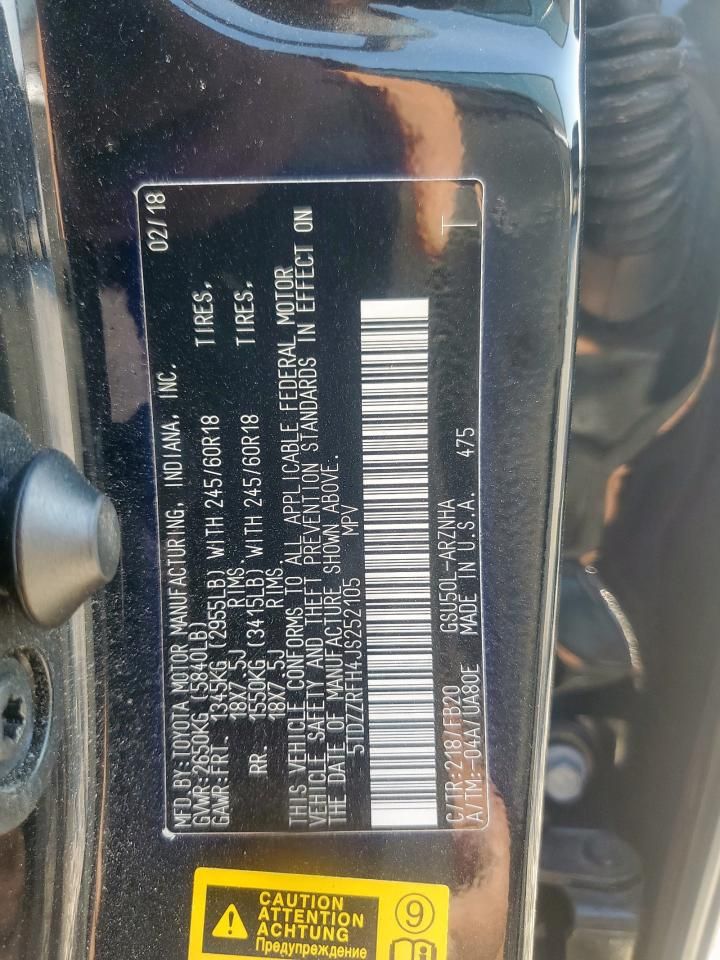 MFD BY:TOYOTA MOTOR MANUFACTURING, INDIANA, INC. 02/18
GVWR:2650KG (5840LB)
GAWR:FRT. 1345KG (2955LB) WITH 245/60R18 TIRES,
18X7.5J RIMS.
RR. 1550KG (3415LB) WITH 245/60R18 TIRES,
18X7.5J RIMS.
THIS VEHICLE CONFORMS TO ALL APPLICABLE FEDERAL MOTOR
VEHICLE SAFETY AND THEFT PREVENTION STANDARDS IN EFFECT ON
THE DATE OF MANUFACTURE SHOWN ABOVE.
5TDZZRFH4JS252105 MPV
T
C/TR:218/FB20 GSU50L-ARZNHA
A/TM:-04A/UA80E MADE IN U.S.A. 475
CAUTION
ATTENTION
ACHTUNG
Предупреждение
9